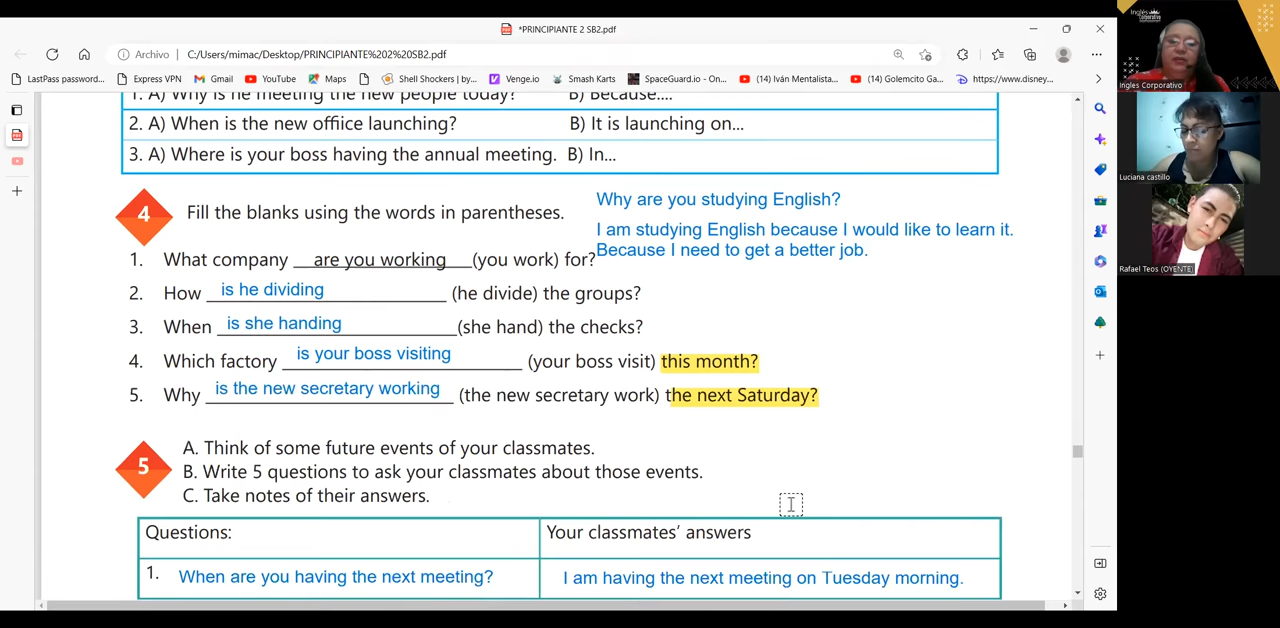 *PRINCIPIANTE 2 SB2.pdf
Archivo | C:/Users/mimac/Desktop/PRINCIPIANTE%202%20SB2.pdf
LastPass password... Express VPN Gmail YouTube Maps Shell Shockers | by... Venge.io Smash Karts SpaceGuard.io - On... (14) Iván Mentalista... (14) Golemcito Ga... https://www.disney...
1. A) Why is he meeting the new people today? B) Because....
2. A) When is the new office launching? B) It is launching on...
3. A) Where is your boss having the annual meeting. B) In...
4 Fill the blanks using the words in parentheses.
Why are you studying English?
I am studying English because I would like to learn it.
Because I need to get a better job.
1. What company __are you working___(you work) for?
2. How is he dividing (he divide) the groups?
3. When is she handing (she hand) the checks?
4. Which factory is your boss visiting (your boss visit) this month?
5. Why is the new secretary working (the new secretary work) the next Saturday?
5 A. Think of some future events of your classmates.
B. Write 5 questions to ask your classmates about those events.
C. Take notes of their answers.
Questions: Your classmates' answers
1. When are you having the next meeting? I am having the next meeting on Tuesday morning.
Inglés
Corporativo
Ingles Corporativo
Luciana castillo
Rafael Teos (OYENTE)